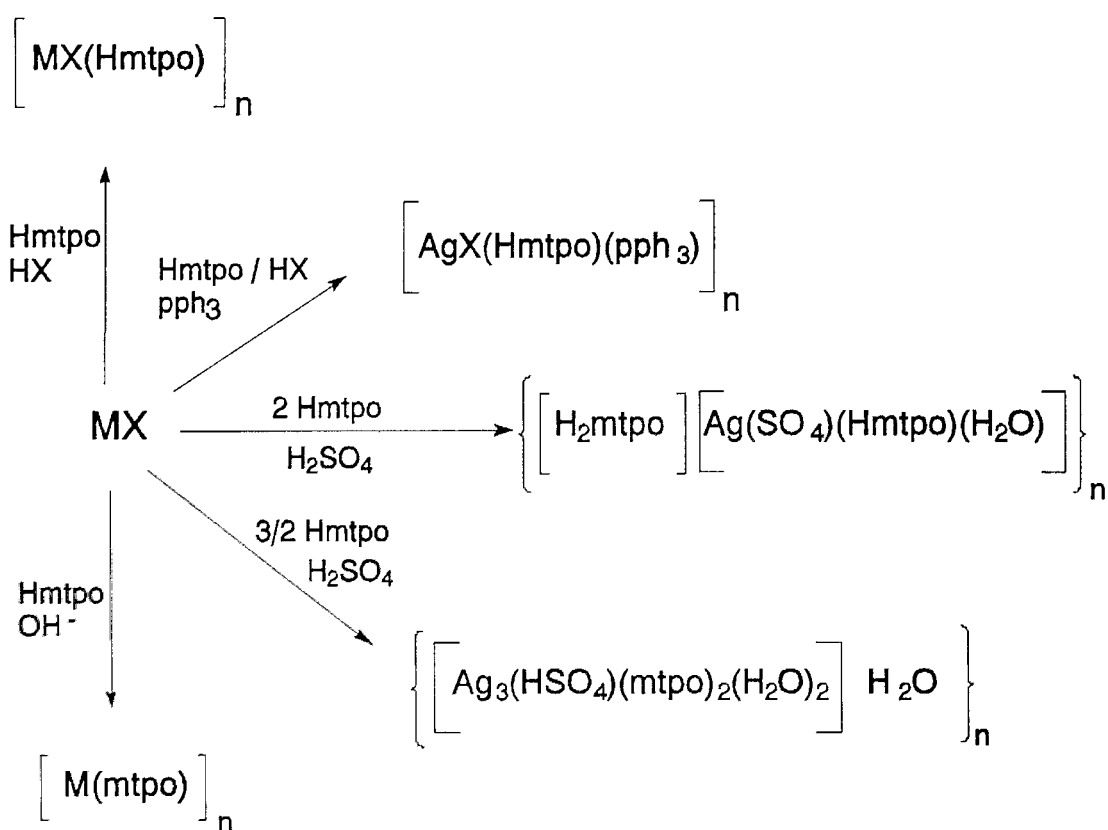 [ MX(Hmtpo) ]n
Hmtpo
HX
Hmtpo / HX
pph3
[ AgX(Hmtpo)(pph3) ]n
MX
2 Hmtpo
H2SO4
{ [ H2mtpo ] [ Ag(SO4)(Hmtpo)(H2O) ] }n
3/2 Hmtpo
H2SO4
Hmtpo
OH-
{ [ Ag3(HSO4)(mtpo)2(H2O)2 ] H2O }n
[ M(mtpo) ]n